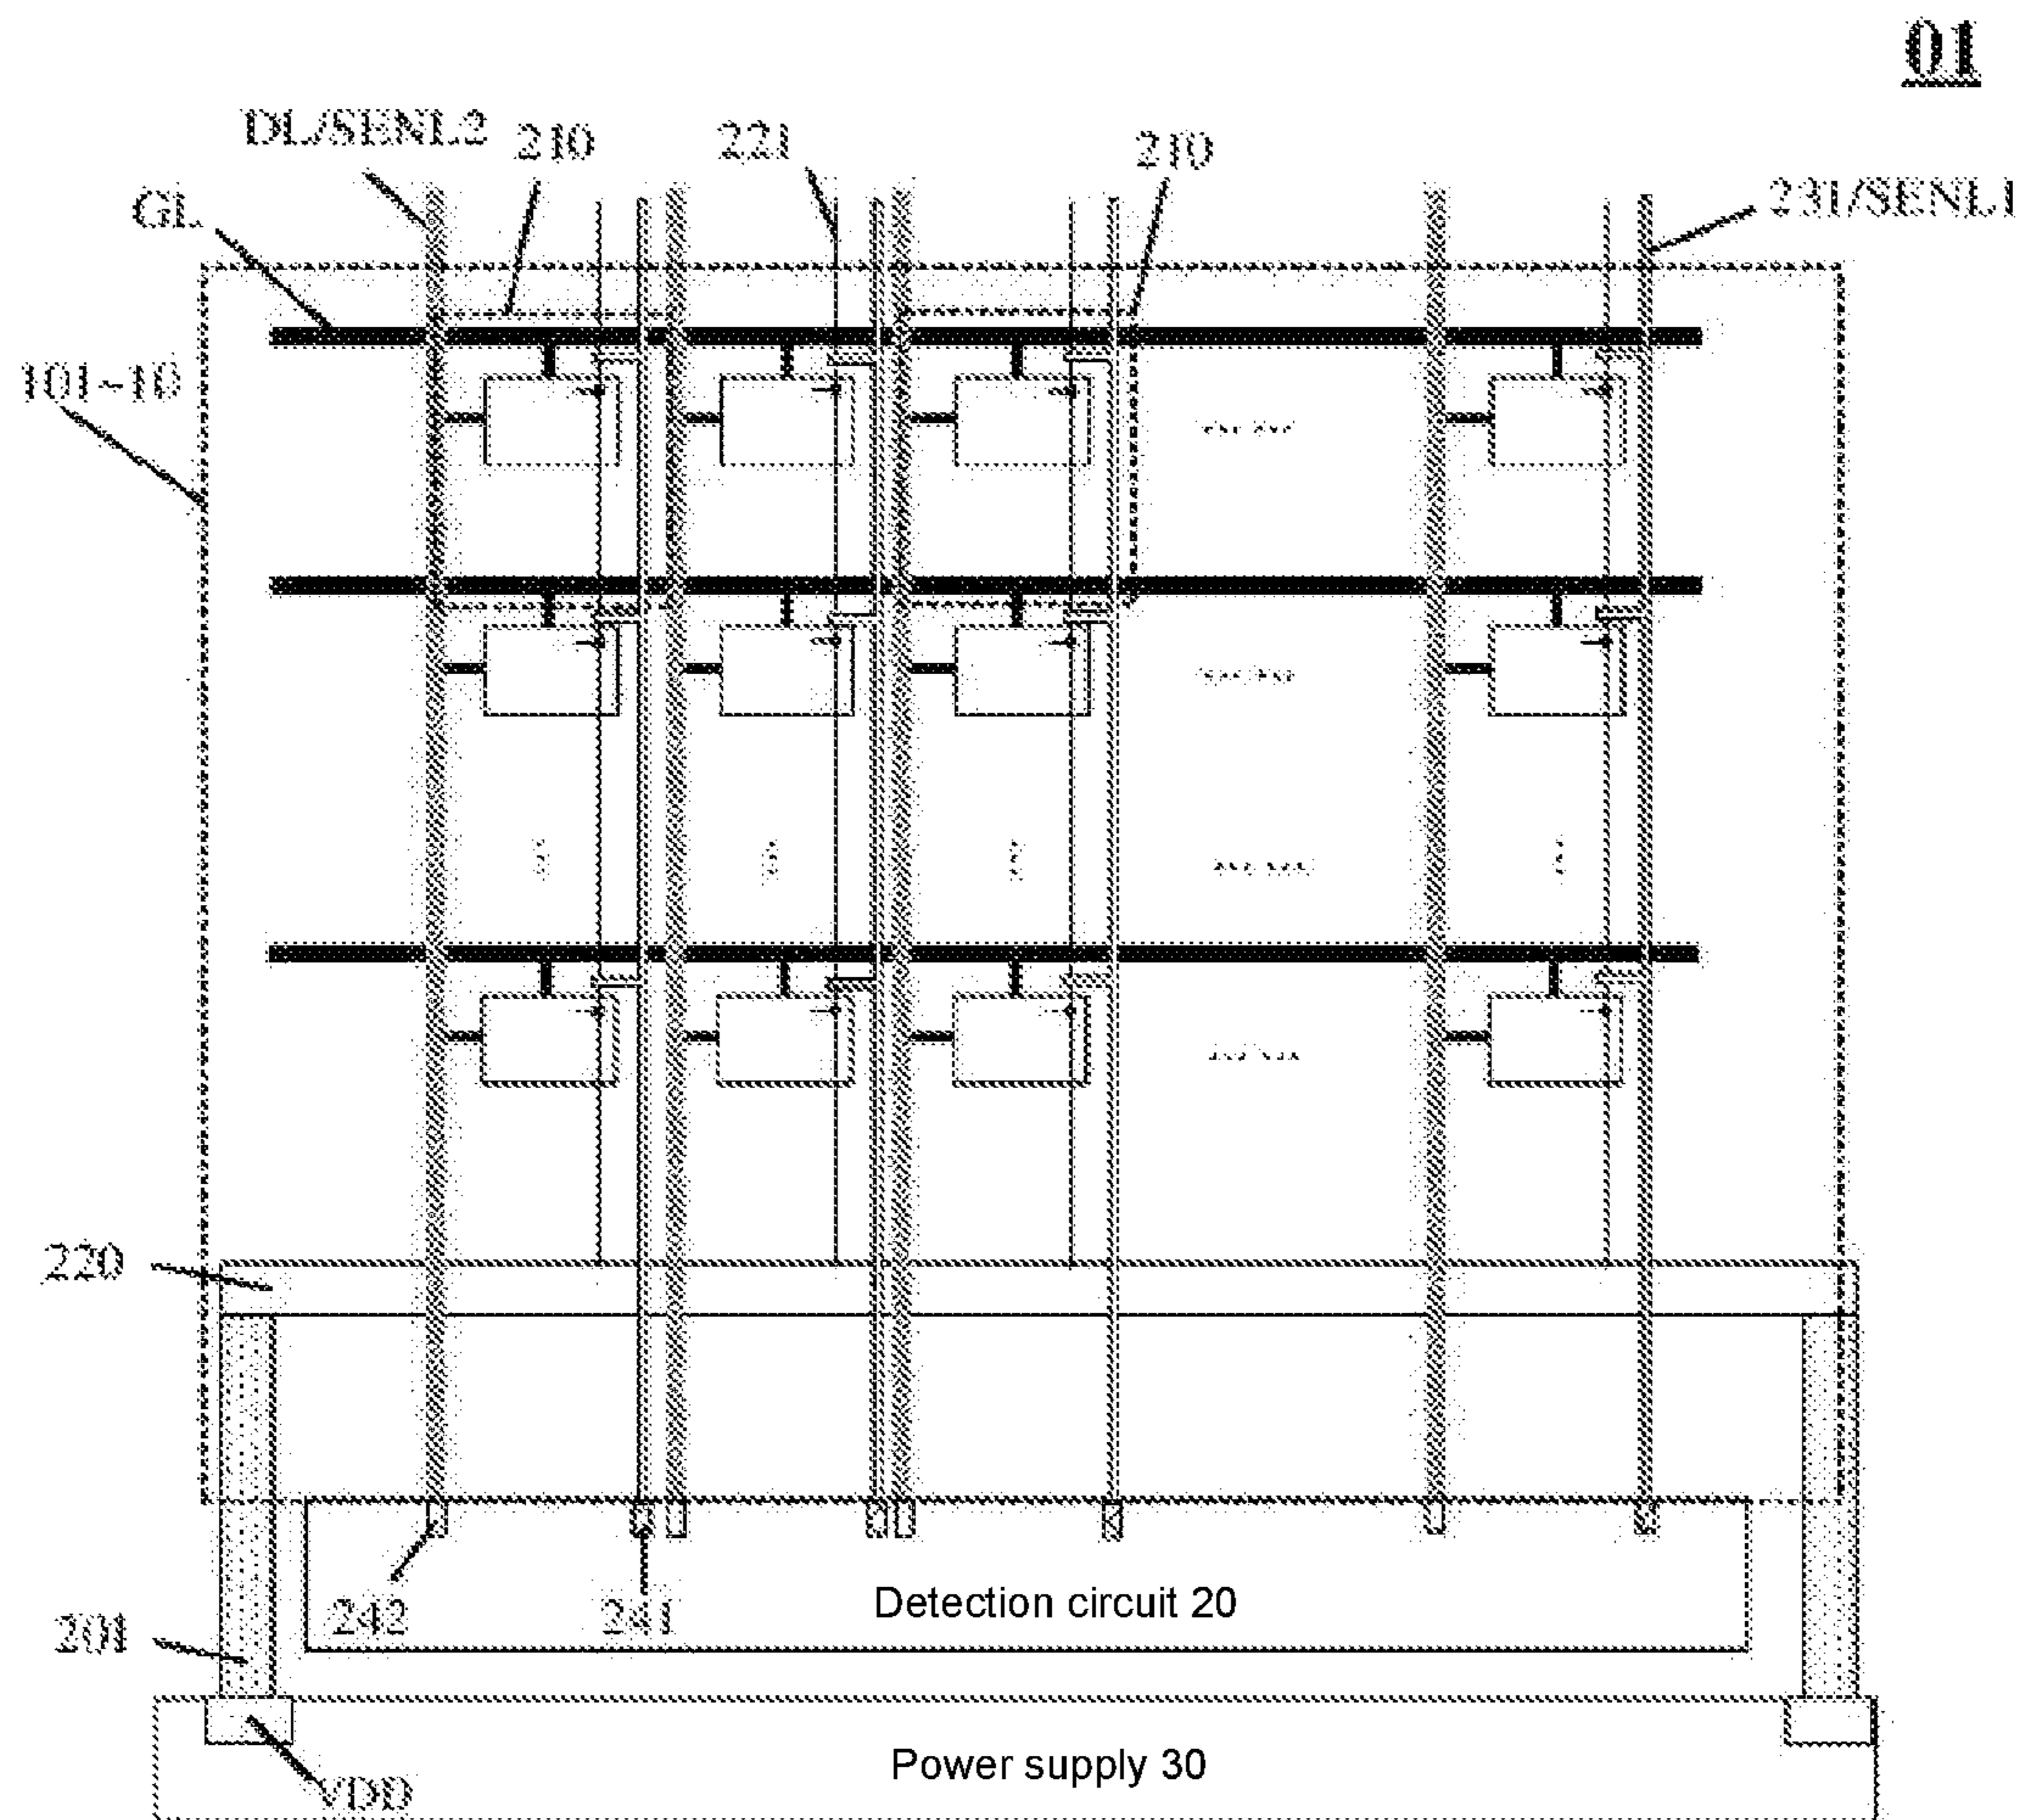 01
DL/SENL2
210
221
210
GL
231/SENL1
101~10
220
242
241
Detection circuit 20
201
Power supply 30
VDD